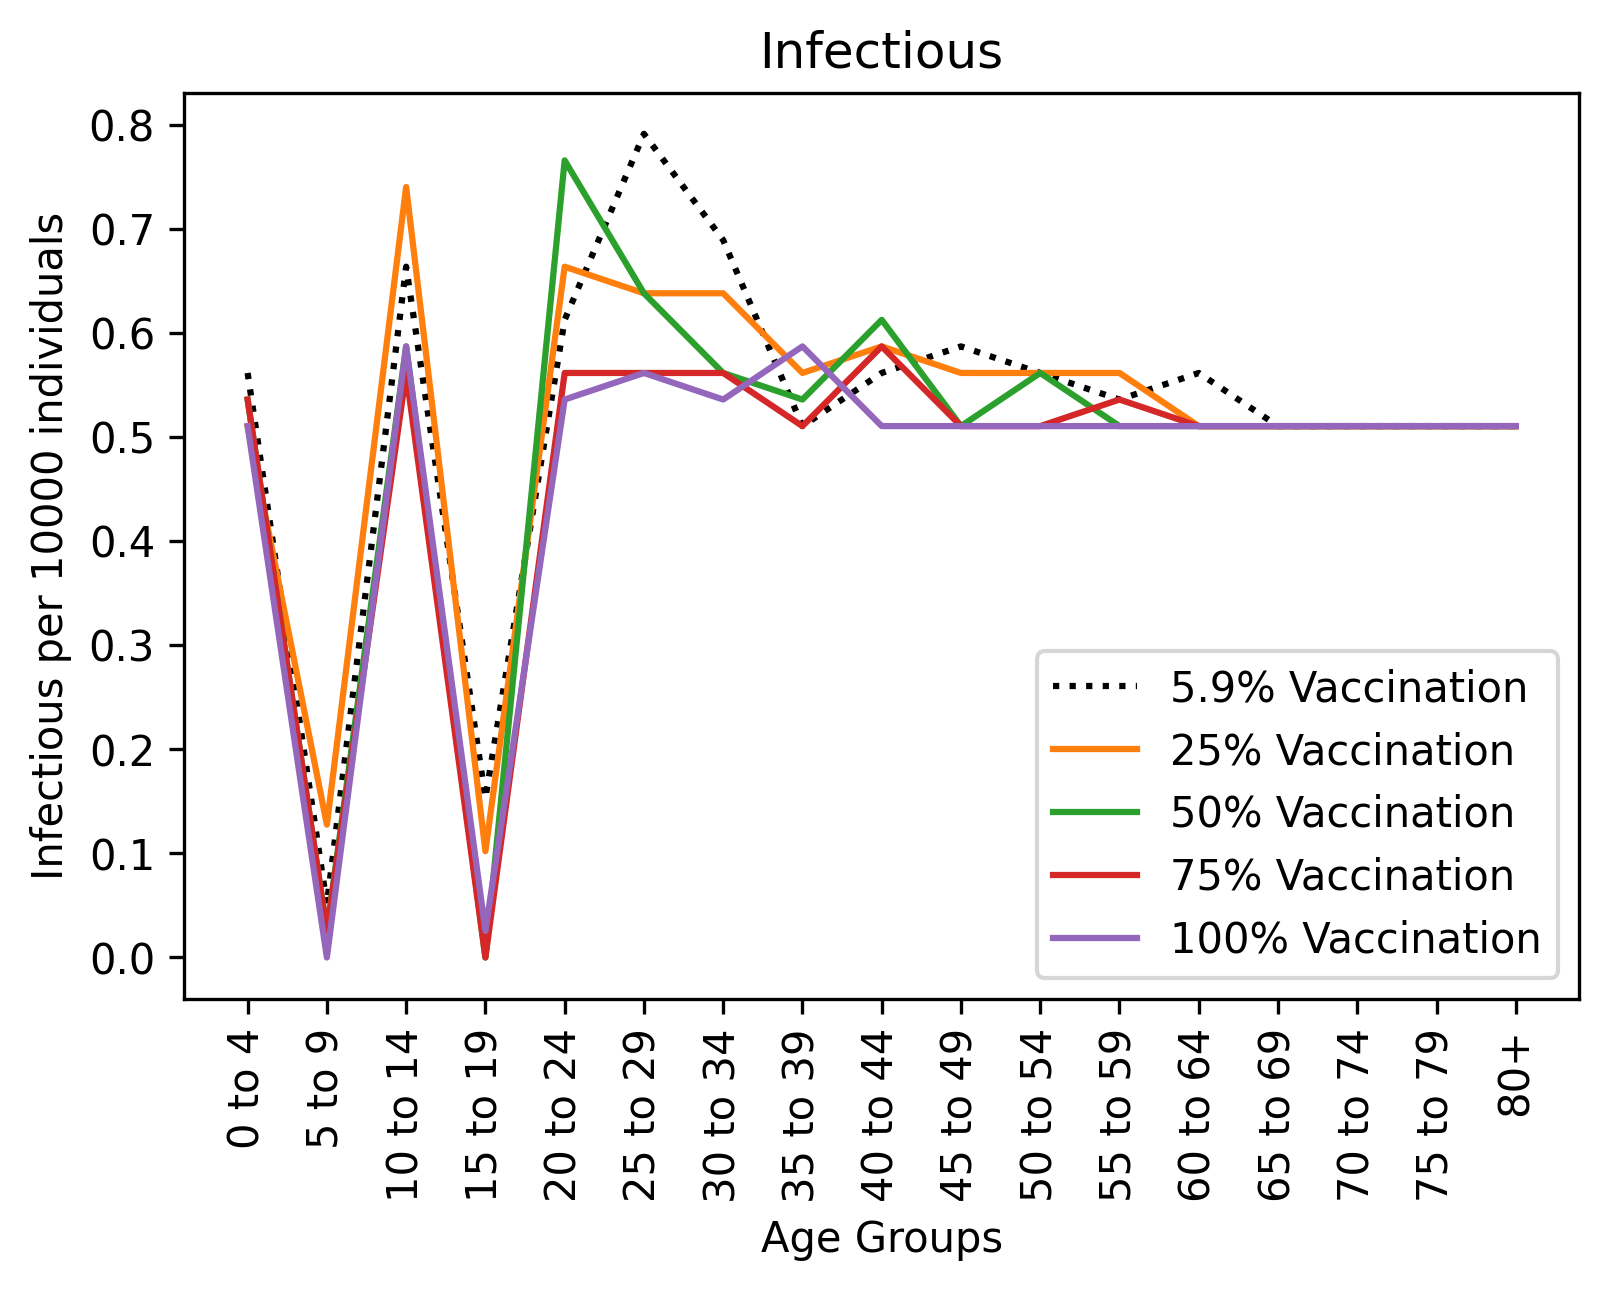 Infectious
Infectious per 10000 individuals
0.8
0.7
0.6
0.5
0.4
0.3
0.2
0.1
0.0
5.9% Vaccination
25% Vaccination
50% Vaccination
75% Vaccination
100% Vaccination
0 to 4
5 to 9
10 to 14
15 to 19
20 to 24
25 to 29
30 to 34
35 to 39
40 to 44
45 to 49
50 to 54
55 to 59
60 to 64
65 to 69
70 to 74
75 to 79
80+
Age Groups